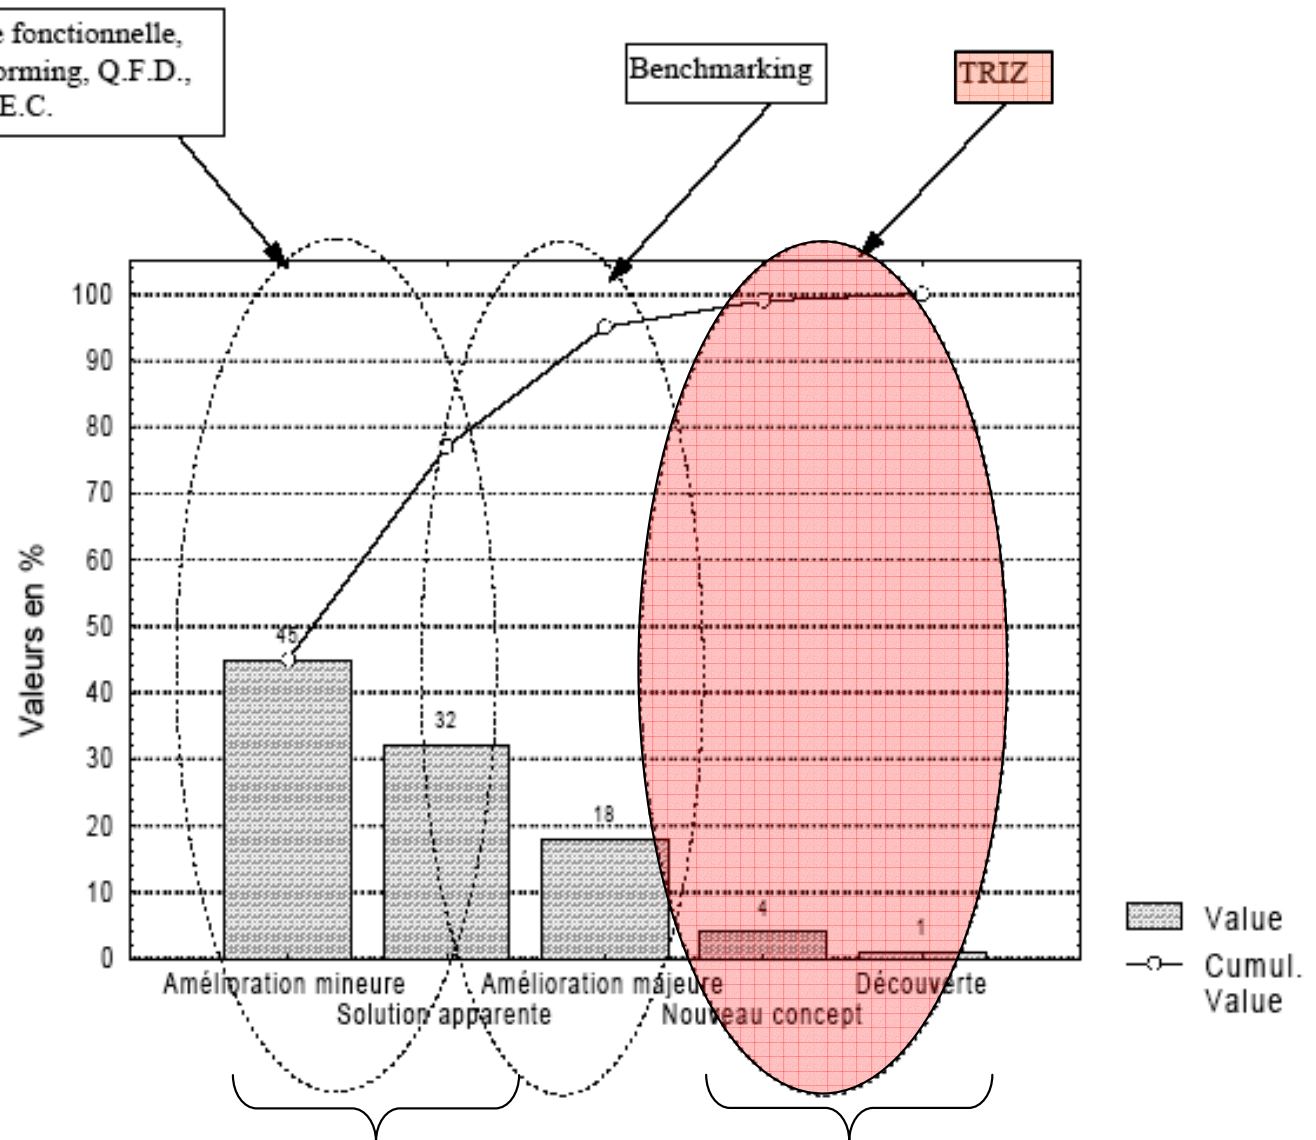 e fonctionnelle,
orming, Q.F.D.,
E.C.
Benchmarking
TRIZ
100
90
80
70
60
50
40
30
20
10
0
Valeurs en %
45
32
18
4
1
Amélioration mineure
Solution apparente
Amélioration majeure
Nouveau concept
Découverte
Value
Cumul.
Value